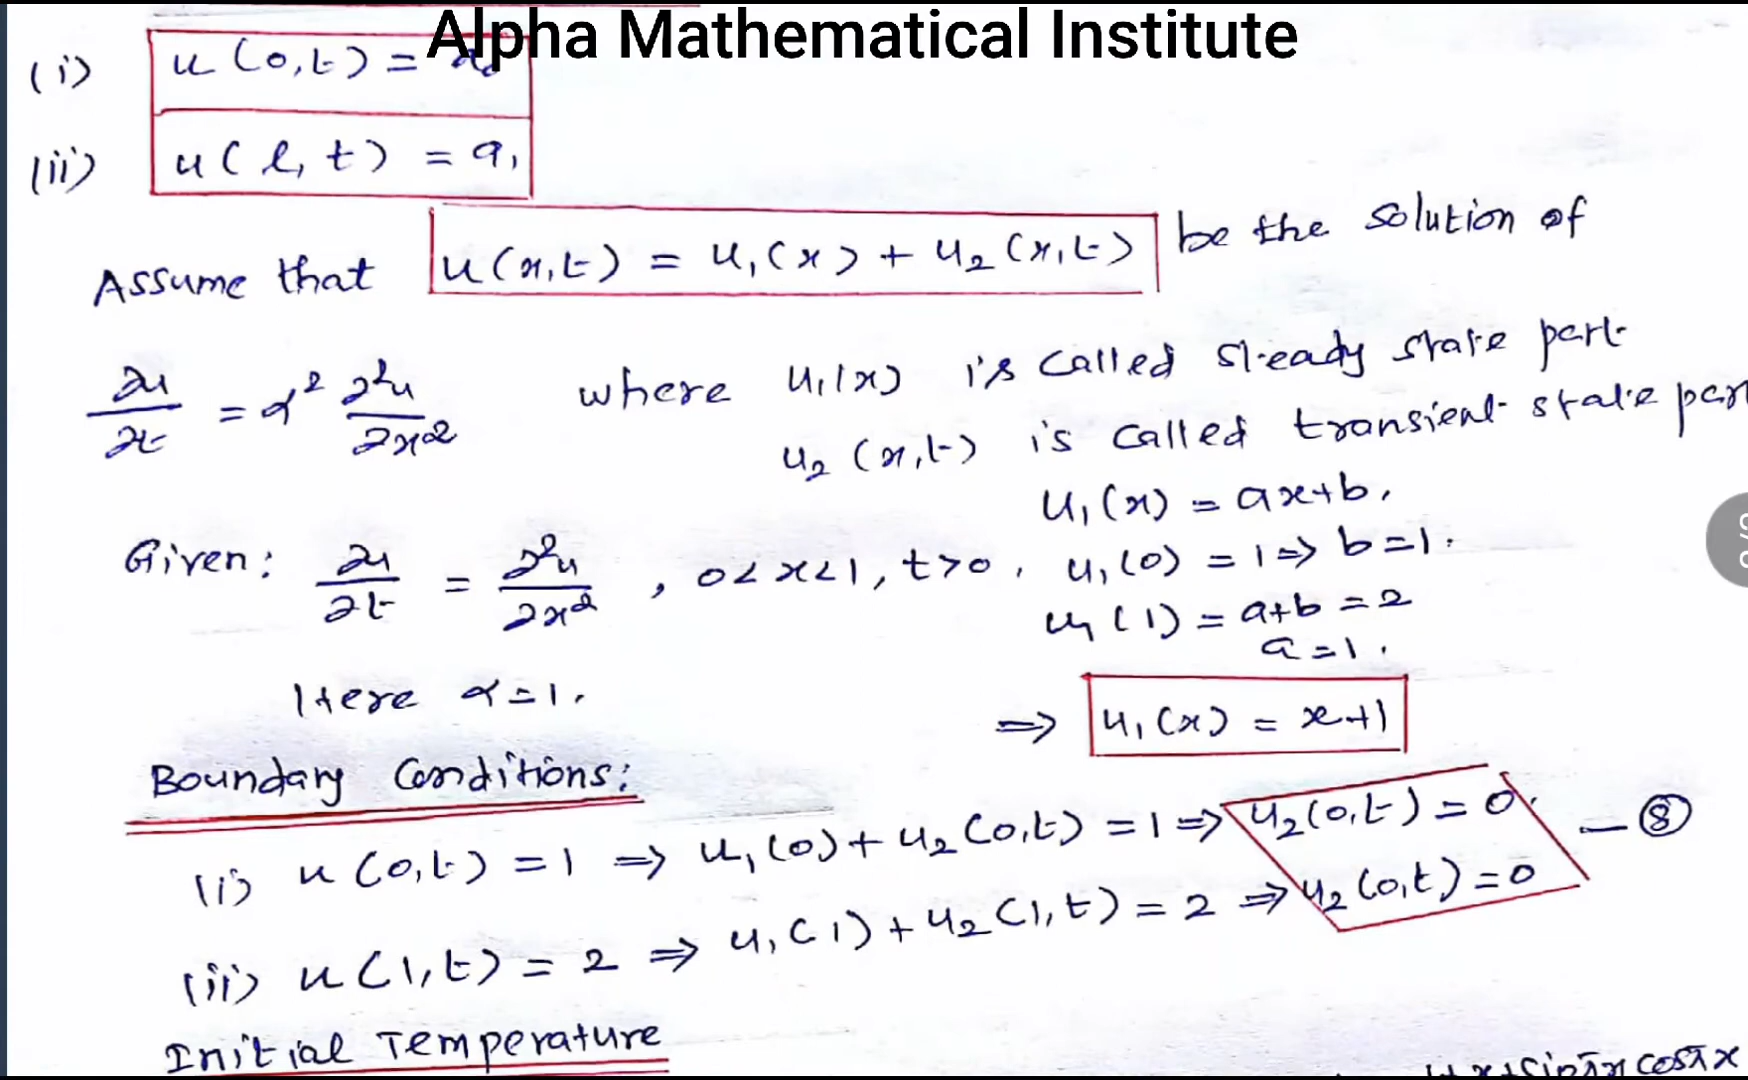 Alpha Mathematical Institute
(i) u(0,t) =
(ii) u(l,t) = a₁
Assume that u(x,t) = u₁(x) + u₂(x,t) be the solution of
∂u/∂t = α² ∂²u/∂x² where u₁(x) is called steady state part
u₂(x,t) is called transient state par
u₁(x) = ax+b,
Given: ∂u/∂t = ∂²u/∂x² , 0<x<1, t>0, u₁(0) = 1 ⇒ b=1.
u₁(1) = a+b = 2
a=1.
Here α=1.
⇒ u₁(x) = x+1
Boundary Conditions:
(i) u(0,t) = 1 ⇒ u₁(0) + u₂(0,t) = 1 ⇒ u₂(0,t) = 0. — ⑧
(ii) u(1,t) = 2 ⇒ u₁(1) + u₂(1,t) = 2 ⇒ u₂(0,t) = 0
Initial Temperature